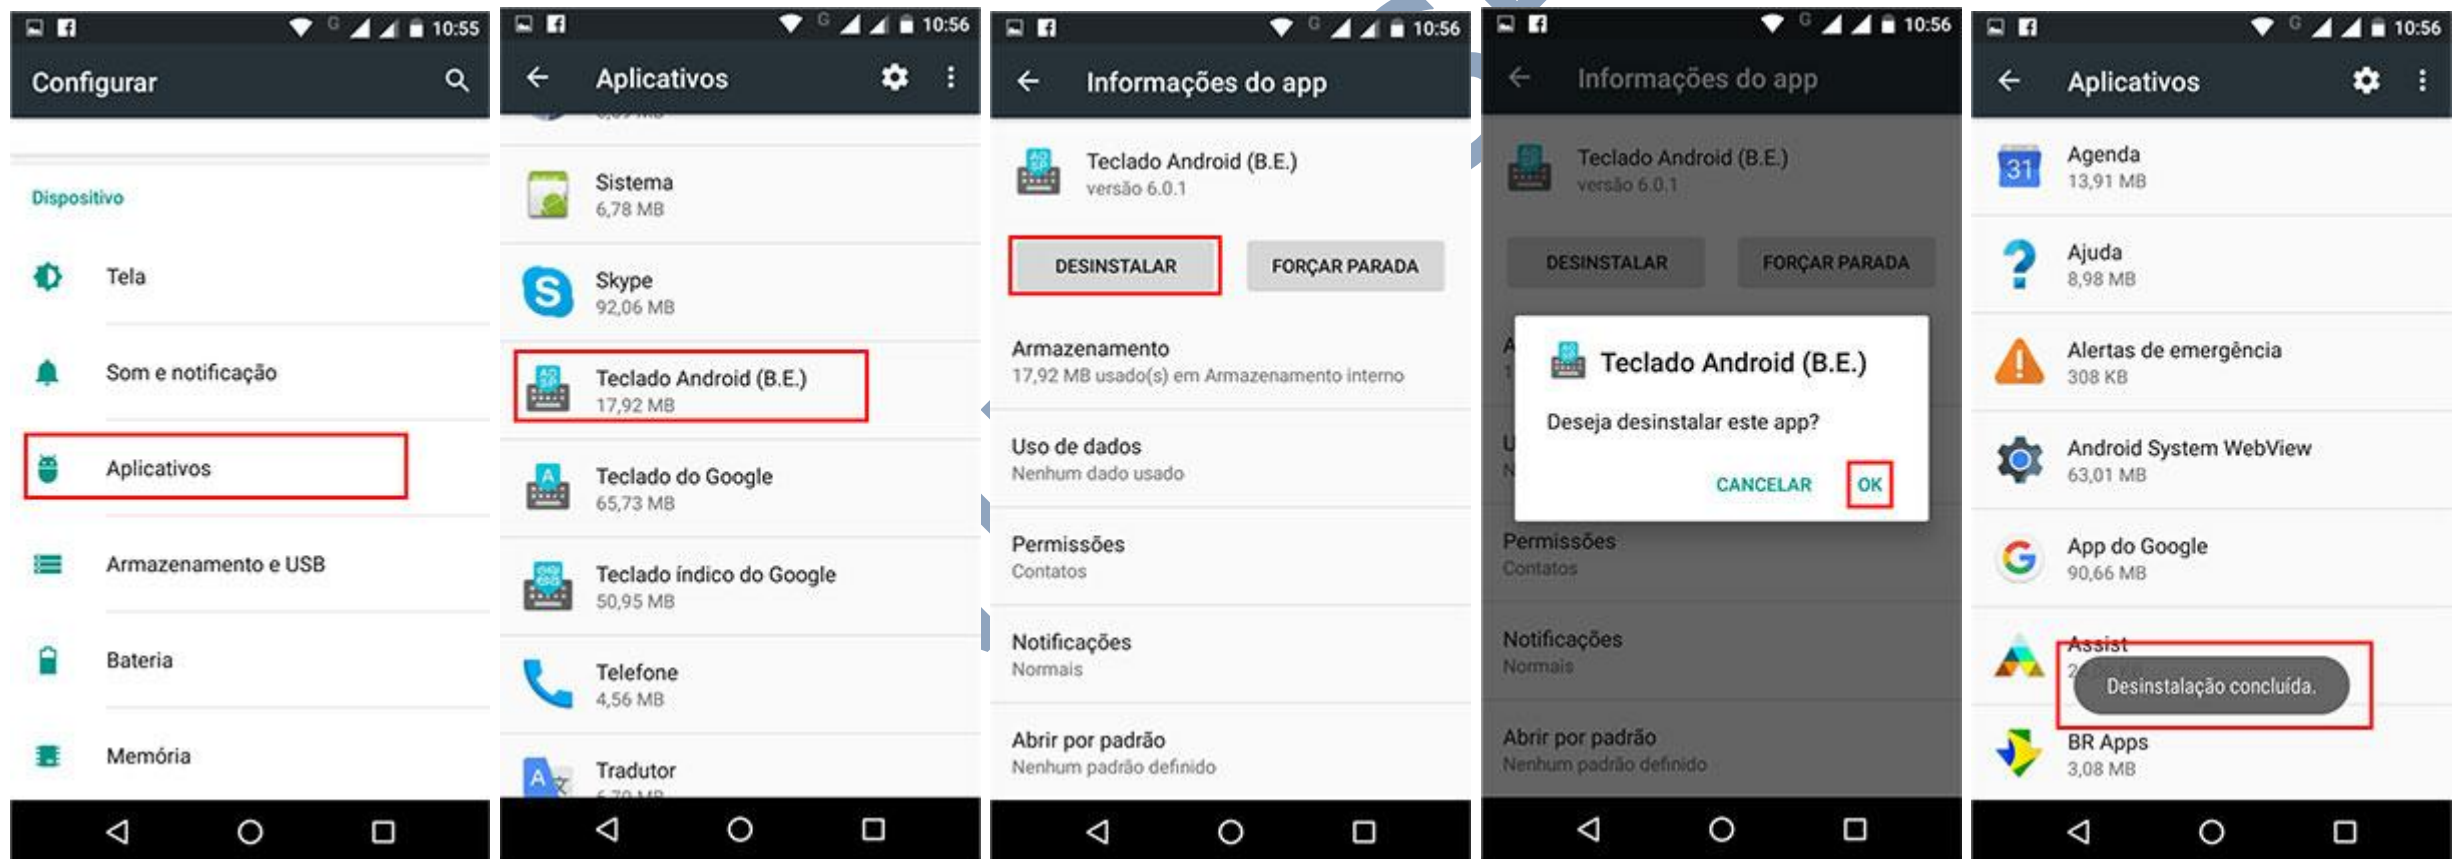 10:55
Configurar
Dispositivo
Tela
Som e notificação
Aplicativos
Armazenamento e USB
Bateria
Memória
G 10:56
Aplicativos
Sistema
6,78 MB
Skype
92,06 MB
Teclado Android (B.E.)
17,92 MB
Teclado do Google
65,73 MB
Teclado índico do Google
50,95 MB
Telefone
4,56 MB
Tradutor
G 10:56
Informações do app
Teclado Android (B.E.)
versão 6.0.1
DESINSTALAR FORÇAR PARADA
Armazenamento
17,92 MB usado(s) em Armazenamento interno
Uso de dados
Nenhum dado usado
Permissões
Contatos
Notificações
Normais
Abrir por padrão
Nenhum padrão definido
G 10:56
Informações do app
Teclado Android (B.E.)
versão 6.0.1
DESINSTALAR FORÇAR PARADA
Teclado Android (B.E.)
Deseja desinstalar este app?
CANCELAR OK
Permissões
Contatos
Notificações
Normais
Abrir por padrão
Nenhum padrão definido
G 10:56
Aplicativos
31
Agenda
13,91 MB
Ajuda
8,98 MB
Alertas de emergência
308 KB
Android System WebView
63,01 MB
App do Google
90,66 MB
Assist
Desinstalação concluída.
BR Apps
3,08 MB